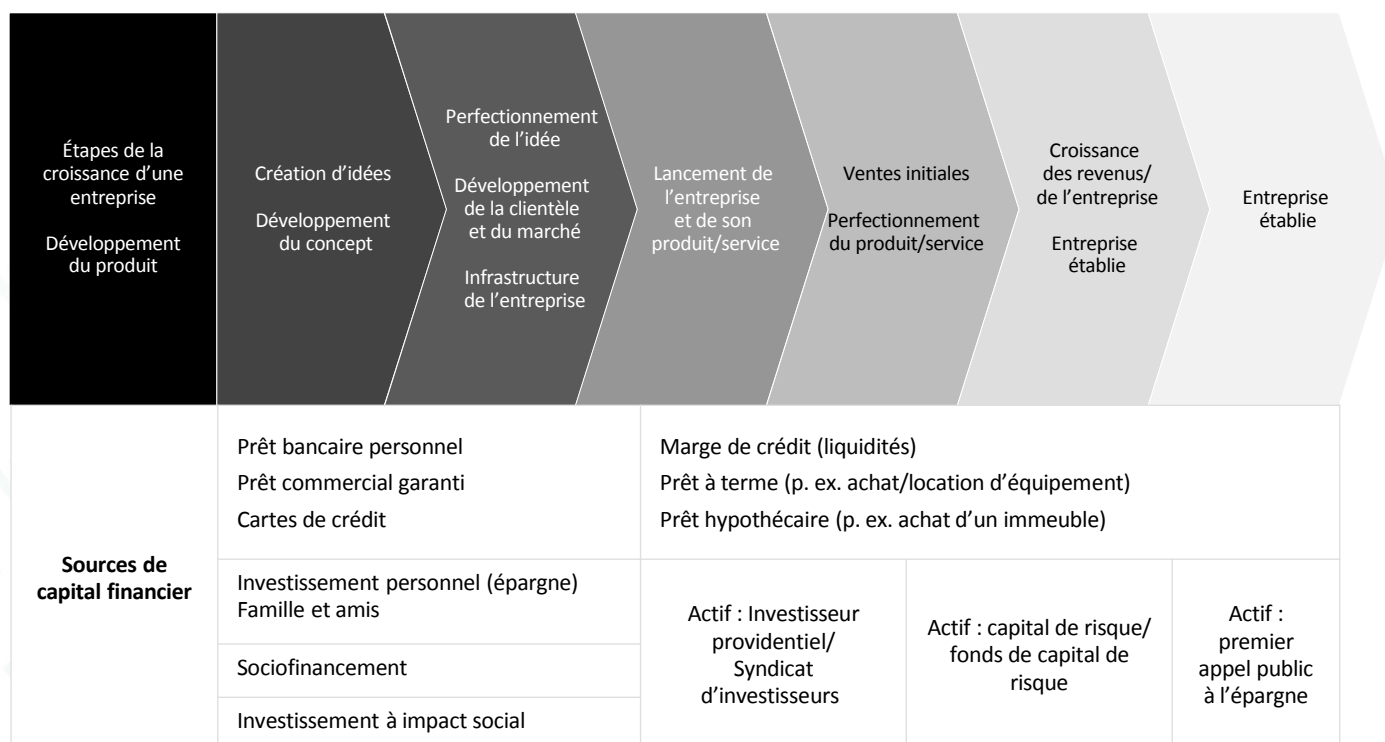 Étapes de la
croissance d'une
entreprise
Développement
du produit
Création d'idées
Développement
du concept
Perfectionnement
de l'idée
Développement
de la clientèle
et du marché
Infrastructure
de l'entreprise
Lancement de
l'entreprise
et de son
produit/service
Ventes initiales
Perfectionnement
du produit/service
Croissance
des revenus/
de l'entreprise
Entreprise
établie
Entreprise
établie
Sources de
capital financier
Prêt bancaire personnel
Prêt commercial garanti
Cartes de crédit
Marge de crédit (liquidités)
Prêt à terme (p. ex. achat/location d'équipement)
Prêt hypothécaire (p. ex. achat d'un immeuble)
Investissement personnel (épargne)
Famille et amis
Sociofinancement
Investissement à impact social
Actif : Investisseur
providentiel/
Syndicat
d'investisseurs
Actif : capital de risque/
fonds de capital de
risque
Actif :
premier
appel public
à l'épargne